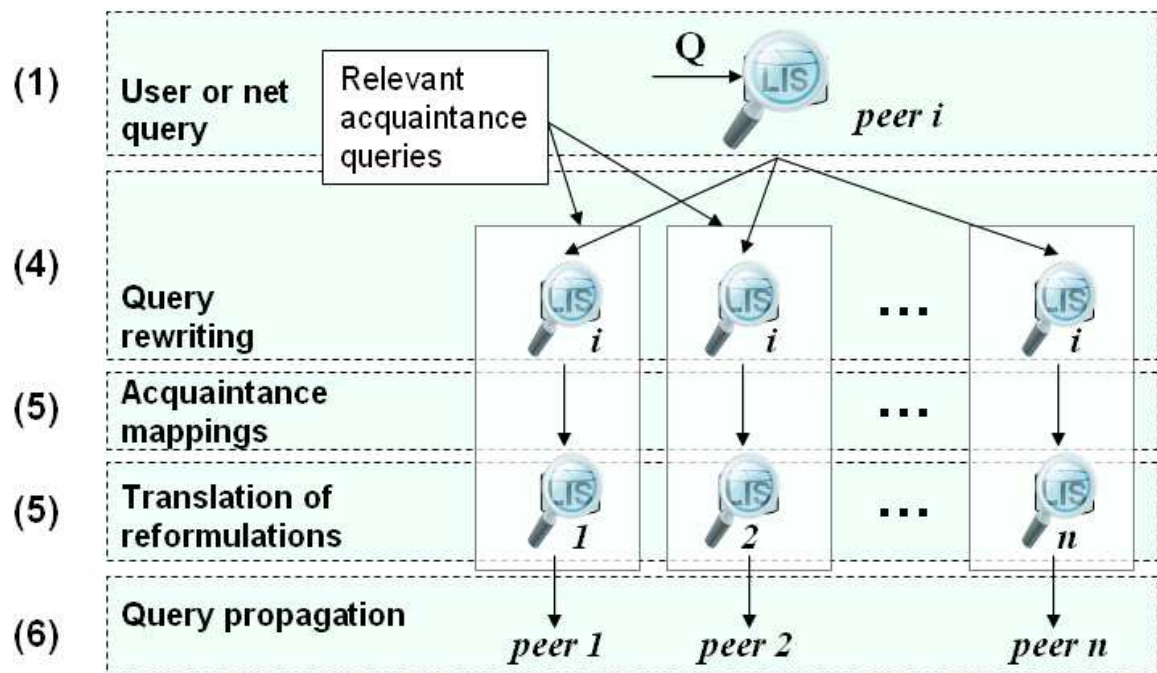 (1)
User or net
query
Relevant
acquaintance
queries
Q
LIS
peer i
(4)
Query
rewriting
LIS
i
LIS
i
...
LIS
i
(5)
Acquaintance
mappings
...
(5)
Translation of
reformulations
LIS
1
LIS
2
...
LIS
n
(6)
Query propagation
peer 1
peer 2
peer n